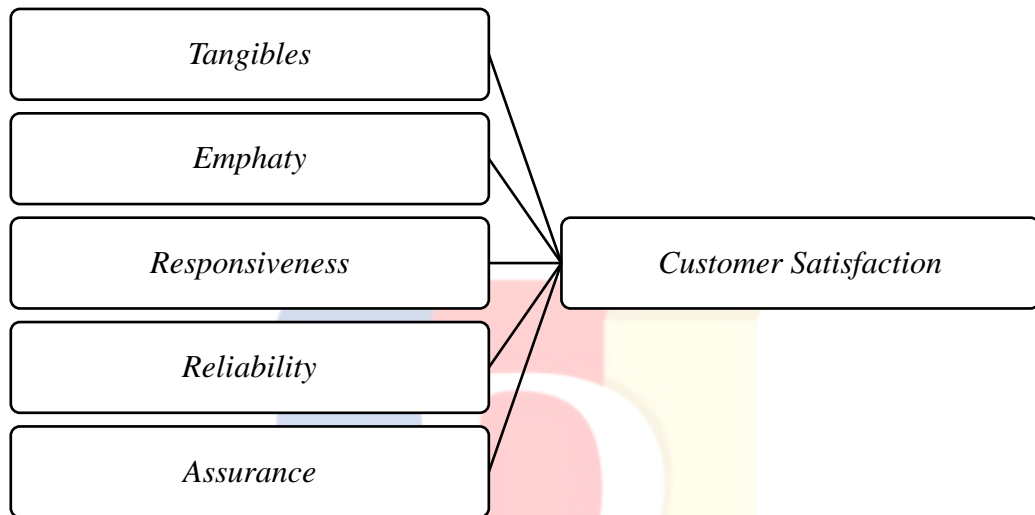 Tangibles
Emphaty
Responsiveness
Customer Satisfaction
Reliability
Assurance